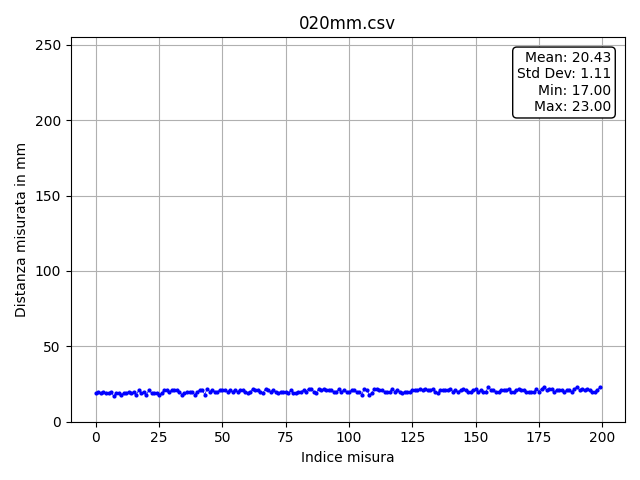 020mm.csv
Mean: 20.43
Std Dev: 1.11
Min: 17.00
Max: 23.00
Distanza misurata in mm
250
200
150
100
50
0
0 25 50 75 100 125 150 175 200
Indice misura